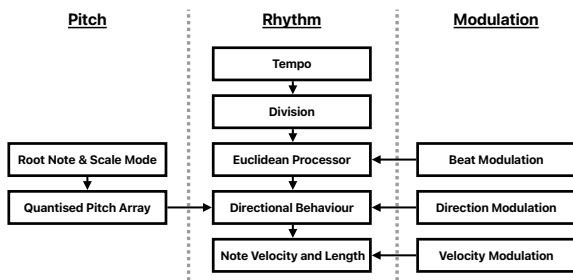 Pitch
Rhythm
Modulation
Tempo
Division
Root Note & Scale Mode
Euclidean Processor
Beat Modulation
Quantised Pitch Array
Directional Behaviour
Direction Modulation
Note Velocity and Length
Velocity Modulation